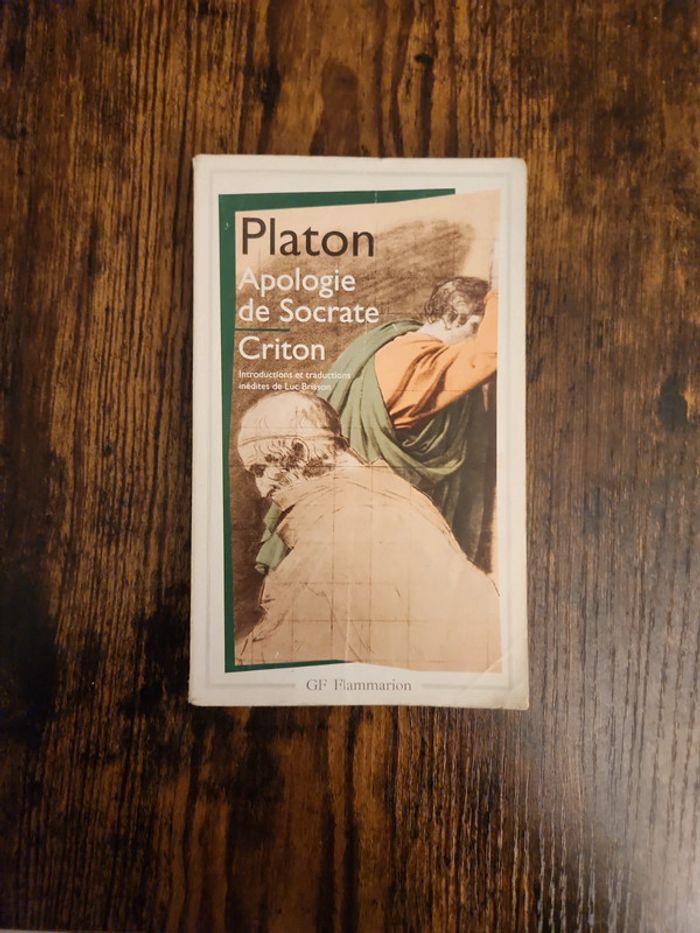 Platon
Apologie
de Socrate
Criton
Introductions et traductions
inédites de Luc Brisson
GF Flammarion